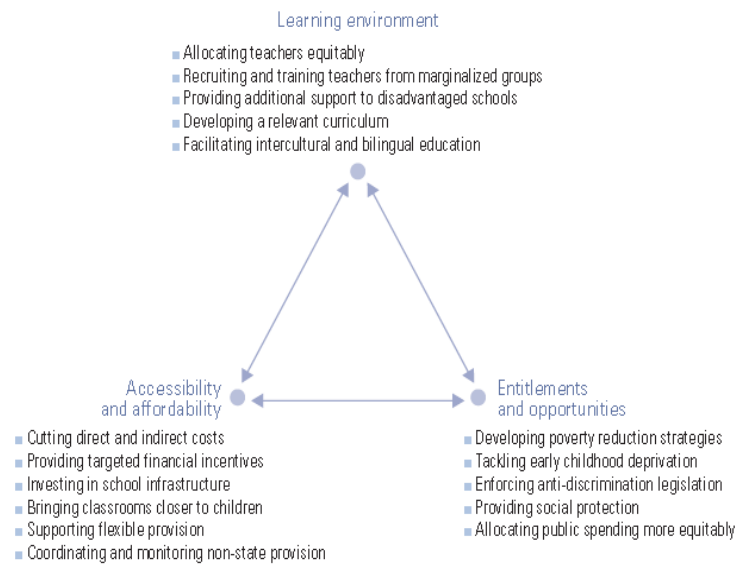 Learning environment
Allocating teachers equitably
Recruiting and training teachers from marginalized groups
Providing additional support to disadvantaged schools
Developing a relevant curriculum
Facilitating intercultural and bilingual education
Accessibility
and affordability
Cutting direct and indirect costs
Providing targeted financial incentives
Investing in school infrastructure
Bringing classrooms closer to children
Supporting flexible provision
Coordinating and monitoring non-state provision
Entitlements
and opportunities
Developing poverty reduction strategies
Tackling early childhood deprivation
Enforcing anti-discrimination legislation
Providing social protection
Allocating public spending more equitably